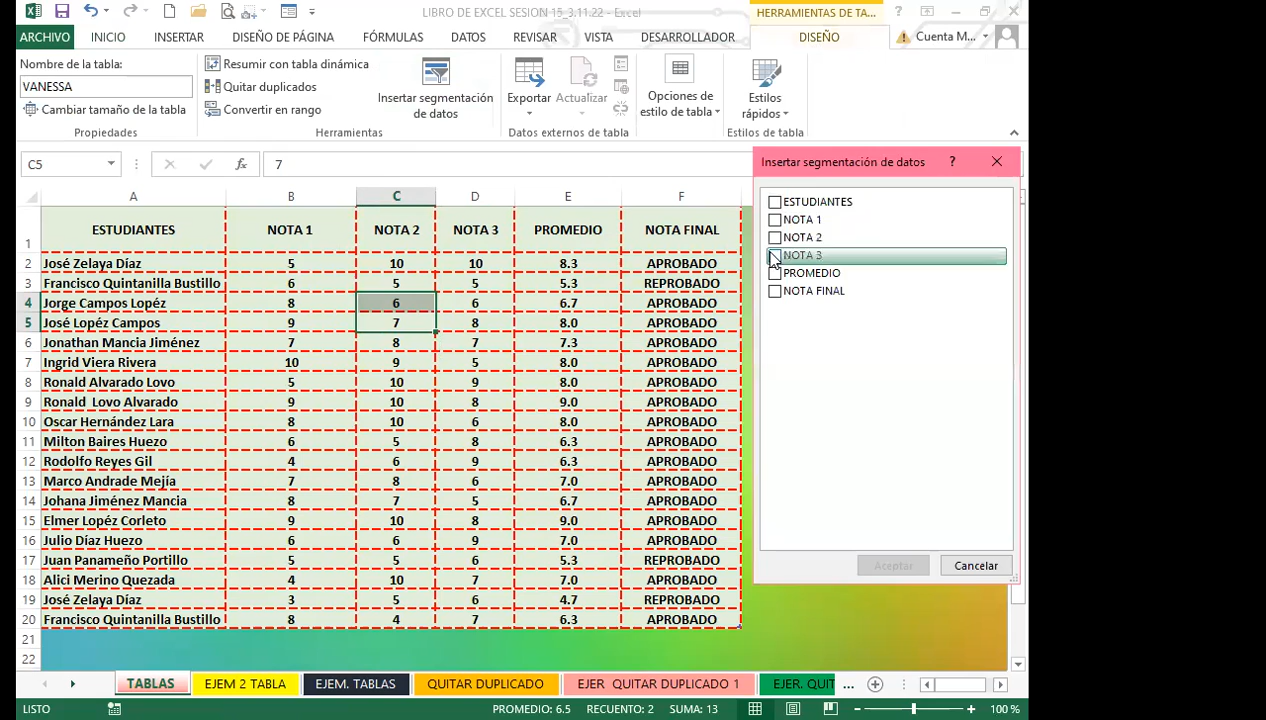 LIBRO DE EXCEL SESION 15_3.11.22 - Excel
HERRAMIENTAS DE TA...
ARCHIVO INICIO INSERTAR DISEÑO DE PÁGINA FÓRMULAS DATOS REVISAR VISTA DESARROLLADOR DISEÑO Cuenta M...
Nombre de la tabla:
VANESSA
Cambiar tamaño de la tabla
Propiedades
Resumir con tabla dinámica
Quitar duplicados
Convertir en rango
Insertar segmentación
de datos
Herramientas
Exportar Actualizar
Datos externos de tabla
Opciones de
estilo de tabla
Estilos
rápidos
Estilos de tabla
C5 fx 7
A B C D E F
1 ESTUDIANTES NOTA 1 NOTA 2 NOTA 3 PROMEDIO NOTA FINAL
2 José Zelaya Díaz 5 10 10 8.3 APROBADO
3 Francisco Quintanilla Bustillo 6 5 5 5.3 REPROBADO
4 Jorge Campos Lopéz 8 6 6 6.7 APROBADO
5 José Lopéz Campos 9 7 8 8.0 APROBADO
6 Jonathan Mancia Jiménez 7 8 7 7.3 APROBADO
7 Ingrid Viera Rivera 10 9 5 8.0 APROBADO
8 Ronald Alvarado Lovo 5 10 9 8.0 APROBADO
9 Ronald  Lovo Alvarado 9 10 8 9.0 APROBADO
10 Oscar Hernández Lara 8 10 6 8.0 APROBADO
11 Milton Baires Huezo 6 5 8 6.3 APROBADO
12 Rodolfo Reyes Gil 4 6 9 6.3 APROBADO
13 Marco Andrade Mejía 7 8 6 7.0 APROBADO
14 Johana Jiménez Mancia 8 7 5 6.7 APROBADO
15 Elmer Lopéz Corleto 9 10 8 9.0 APROBADO
16 Julio Díaz Huezo 6 6 9 7.0 APROBADO
17 Juan Panameño Portillo 5 5 6 5.3 REPROBADO
18 Alici Merino Quezada 4 10 7 7.0 APROBADO
19 José Zelaya Díaz 3 5 6 4.7 REPROBADO
20 Francisco Quintanilla Bustillo 8 4 7 6.3 APROBADO
21
22
Insertar segmentación de datos ?
ESTUDIANTES
NOTA 1
NOTA 2
NOTA 3
PROMEDIO
NOTA FINAL
Aceptar Cancelar
TABLAS EJEM 2 TABLA EJEM. TABLAS QUITAR DUPLICADO EJER  QUITAR DUPLICADO 1 EJER. QUIT ...
LISTO PROMEDIO: 6.5 RECUENTO: 2 SUMA: 13 100 %